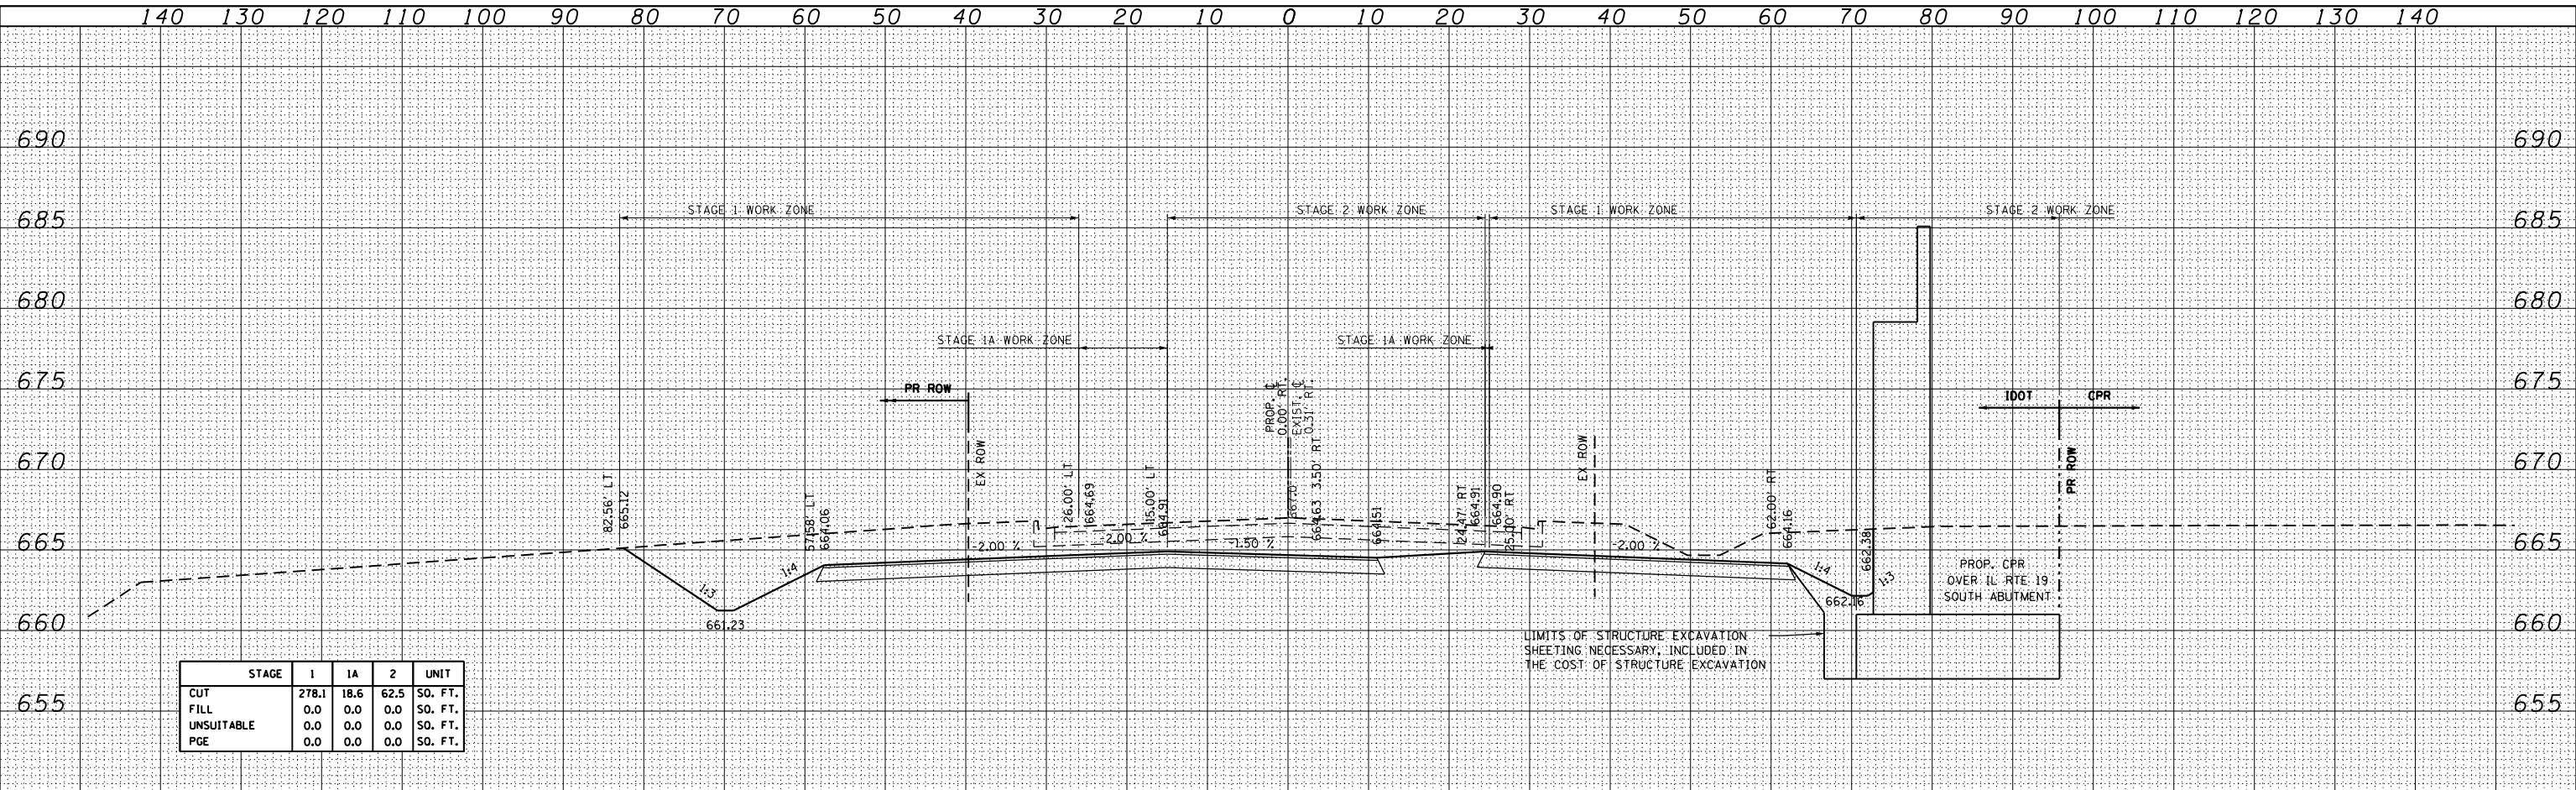 140 130 120 110 100 90 80 70 60 50 40 30 20 10 0 10 20 30 40 50 60 70 80 90 100 110 120 130 140
690 690
685 685
STAGE 1 WORK ZONE
STAGE 2 WORK ZONE
STAGE 1 WORK ZONE
STAGE 2 WORK ZONE
680 680
STAGE 1A WORK ZONE
STAGE 1A WORK ZONE
675 675
PR ROW
IDOT
CPR
PROP. ℄
0.00' RT.
EXIST. ℄
0.31' RT.
670 670
EX ROW
EX ROW
PR ROW
82.56' LT
665.12
57.58' LT
664.06
26.00' LT
664.69
15.00' LT
664.91
664.63 3.50' RT
664.51
24.47' RT
664.91
664.90
25.00' RT
62.00' RT
664.16
662.38
665 665
-2.00 %
-2.00 %
-1.50 %
-2.00 %
1:3
1:4
1:4
1:3
661.23
662.16
PROP. CPR
OVER IL RTE 19
SOUTH ABUTMENT
660 660
LIMITS OF STRUCTURE EXCAVATION
SHEETING NECESSARY, INCLUDED IN
THE COST OF STRUCTURE EXCAVATION
655 655
STAGE 1 1A 2 UNIT
CUT 278.1 18.6 62.5 SQ. FT.
FILL 0.0 0.0 0.0 SQ. FT.
UNSUITABLE 0.0 0.0 0.0 SQ. FT.
PGE 0.0 0.0 0.0 SQ. FT.